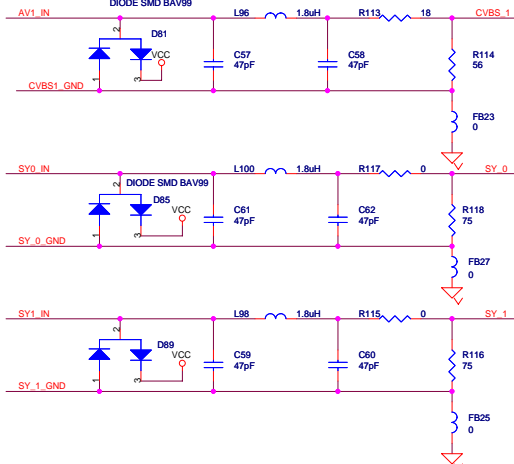 DIODE SMD BAV99
AV1_IN L96 1.8uH R113 18 CVBS_1
2 D81
VCC C57 C58 R114
47pF 47pF 56
1 3
CVBS1_GND
FB23
0
SY0_IN L100 1.8uH R117 0 SY_0
2 DIODE SMD BAV99
D85
VCC C61 C62 R118
47pF 47pF 75
1 3
SY_0_GND
FB27
0
SY1_IN L98 1.8uH R115 0 SY_1
2 D89
VCC C59 C60 R116
47pF 47pF 75
1 3
SY_1_GND
FB25
0